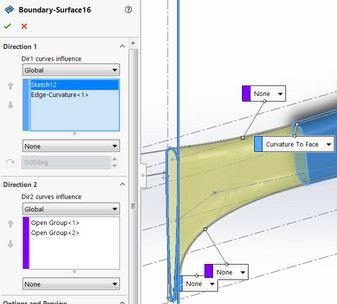 Boundary-Surface16
Direction 1
Dir1 curves influence
Global
Sketch12
Edge-Curvature<1>
None
0.00deg
Direction 2
Dir2 curves influence
Global
Open Group<1>
Open Group<2>
None
Options and Preview
None
Curvature To Face
None
None